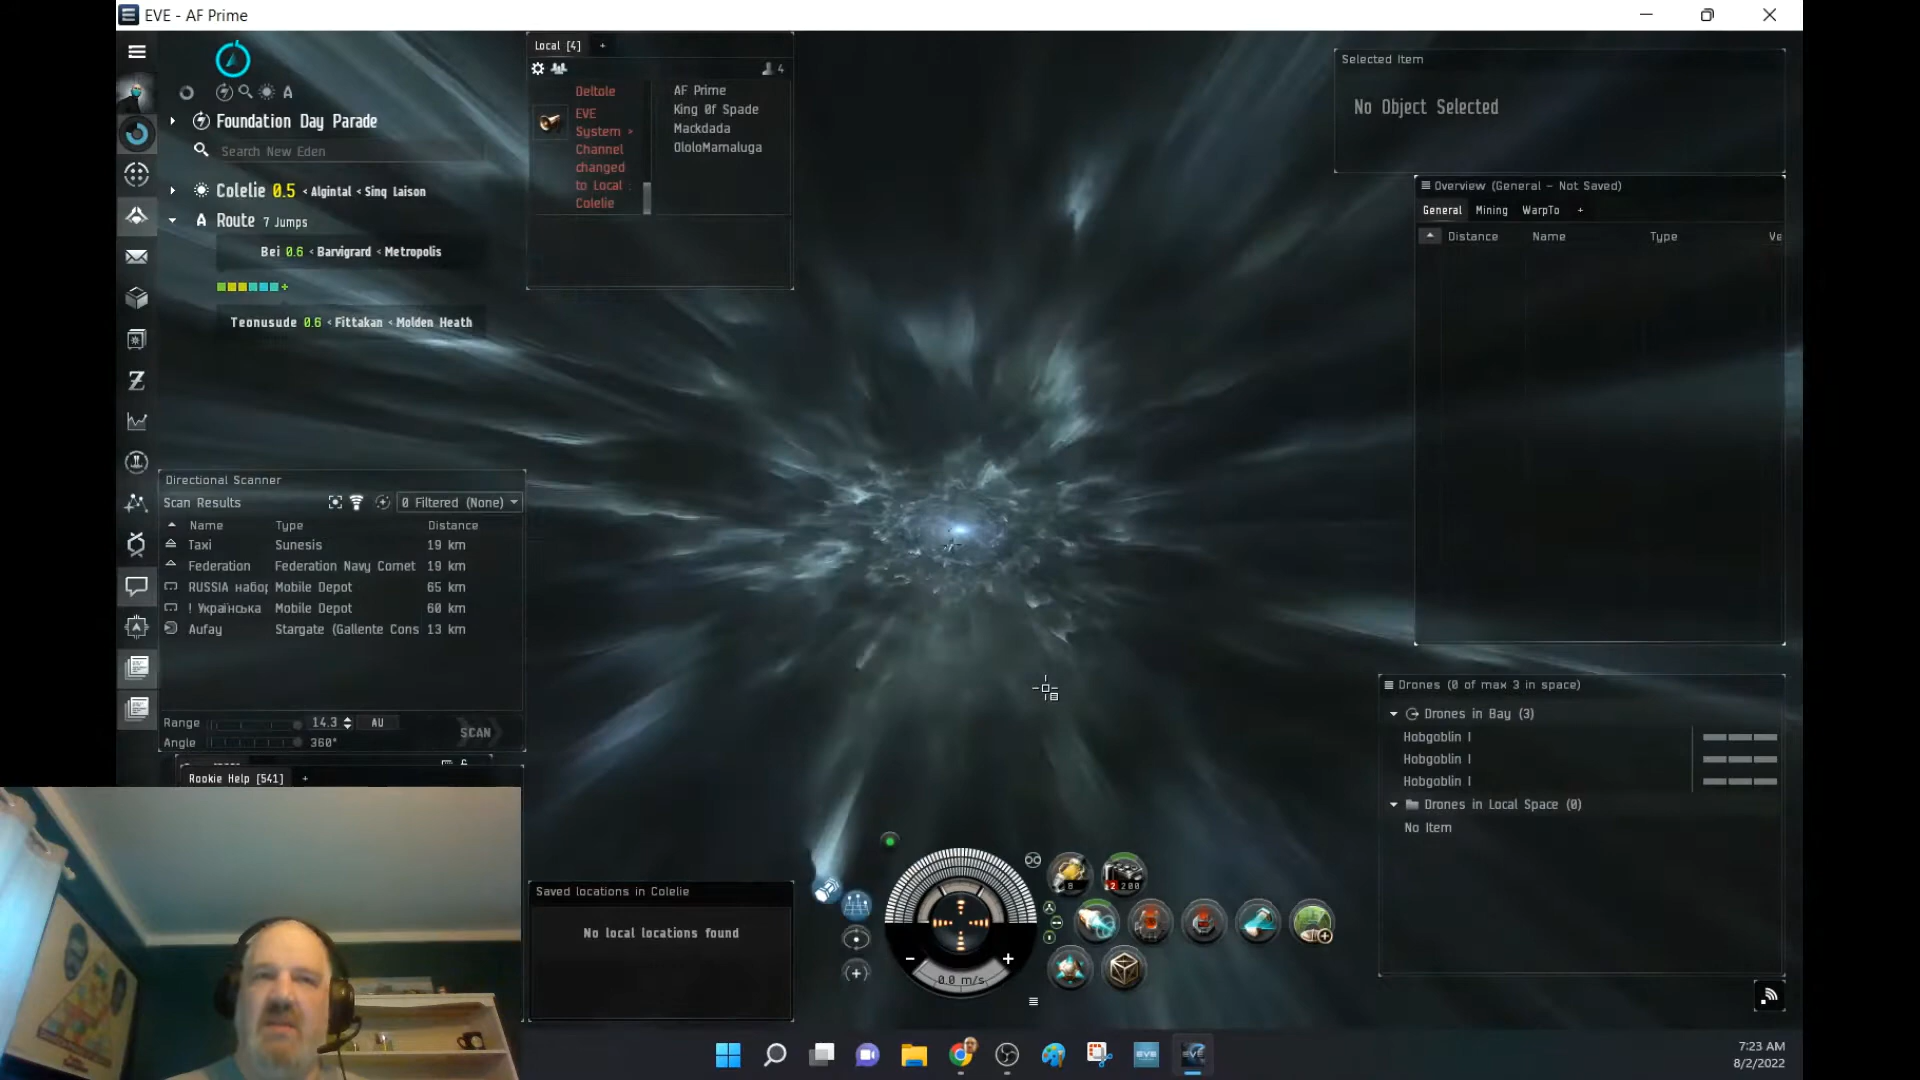 EVE - AF Prime
Foundation Day Parade
Search New Eden
Colelie 0.5 < Algintal < Sinq Laison
Route 7 Jumps
Bei 0.6 < Barvigrard < Metropolis
Teonusude 0.6 < Fittakan < Molden Heath
Local [4]
4
Deltole
EVE
System >
Channel
changed
to Local :
Colelie
AF Prime
King Of Spade
Mackdada
OloloMamaluga
Selected Item
No Object Selected
Overview (General - Not Saved)
General Mining WarpTo +
Distance Name Type Ve
Directional Scanner
Scan Results 0 Filtered (None)
Name Type Distance
Taxi Sunesis 19 km
Federation Federation Navy Comet 19 km
RUSSIA набор Mobile Depot 65 km
! Українська Mobile Depot 60 km
Aufay Stargate (Gallente Cons 13 km
Range 14.3 AU
Angle 360°
SCAN
Rookie Help [541] +
Saved locations in Colelie
No local locations found
Drones (0 of max 3 in space)
Drones in Bay (3)
Hobgoblin I
Hobgoblin I
Hobgoblin I
Drones in Local Space (0)
No Item
8
2 200
0.0 m/s
7:23 AM
8/2/2022